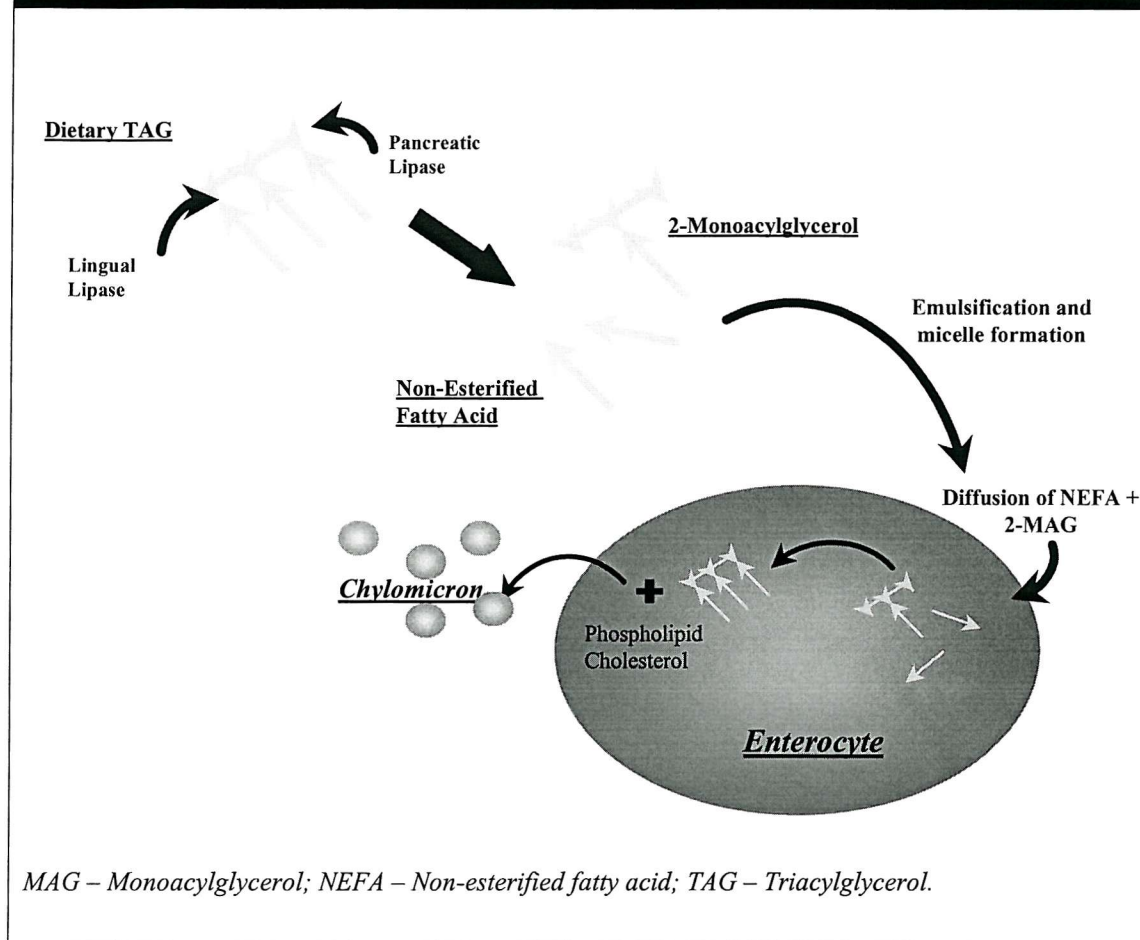 Dietary TAG
Pancreatic
Lipase
Lingual
Lipase
2-Monoacylglycerol
Emulsification and
micelle formation
Non-Esterified
Fatty Acid
Diffusion of NEFA +
2-MAG
Chylomicron
+
Phospholipid
Cholesterol
Enterocyte
MAG – Monoacylglycerol; NEFA – Non-esterified fatty acid; TAG – Triacylglycerol.